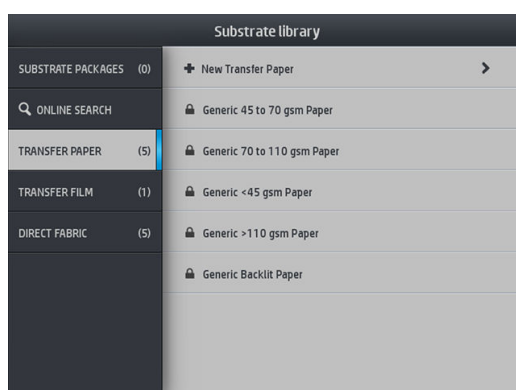 Substrate library
SUBSTRATE PACKAGES (0)
ONLINE SEARCH
TRANSFER PAPER (5)
TRANSFER FILM (1)
DIRECT FABRIC (5)
New Transfer Paper
Generic 45 to 70 gsm Paper
Generic 70 to 110 gsm Paper
Generic <45 gsm Paper
Generic >110 gsm Paper
Generic Backlit Paper